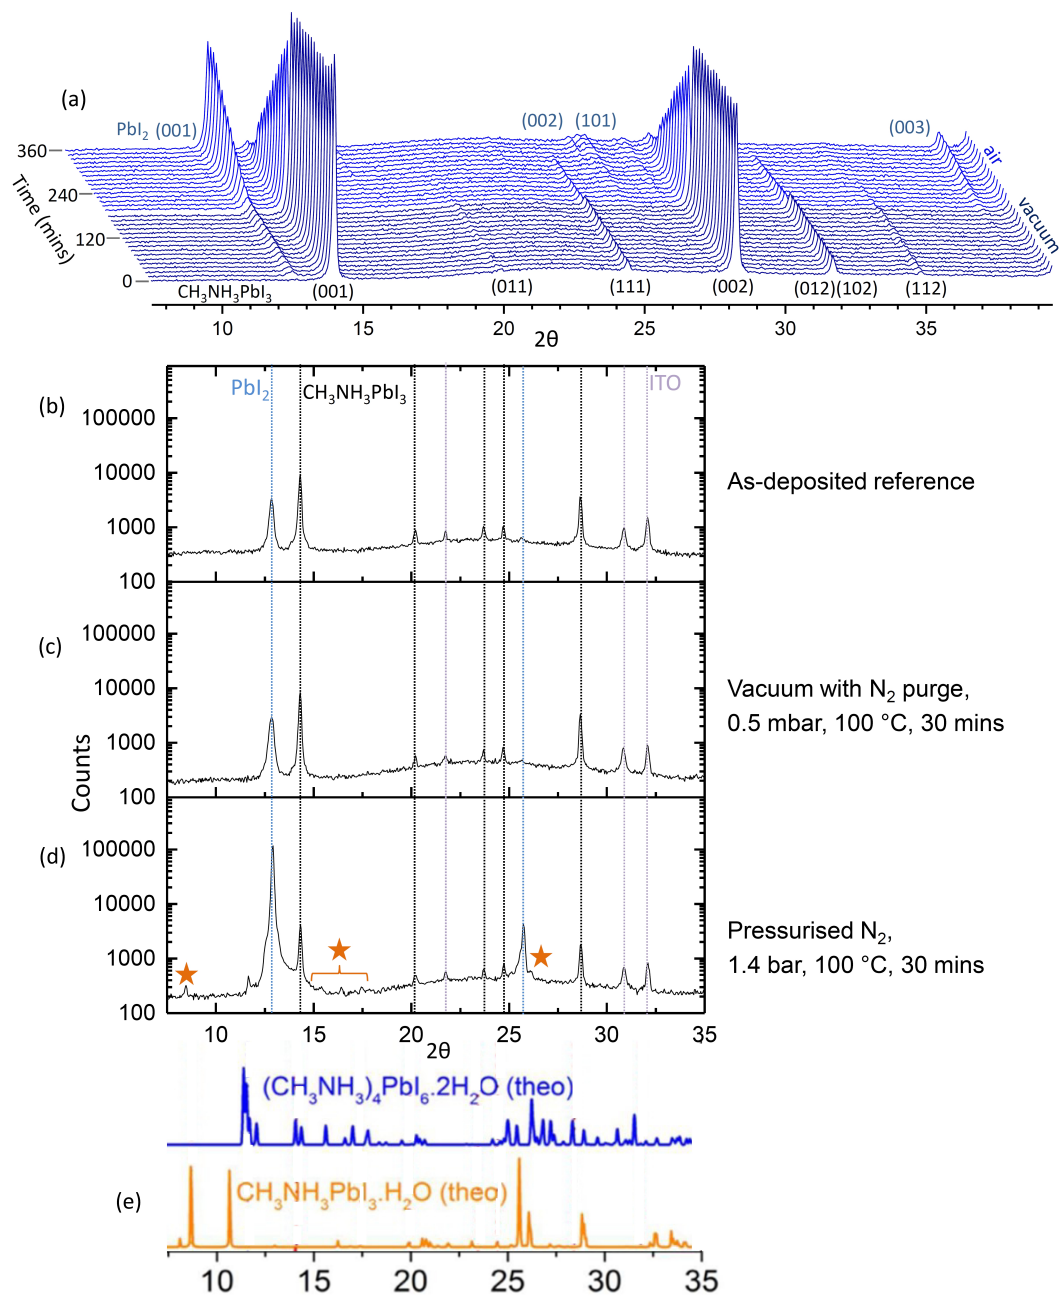 (a)
PbI2 (001)
(002) (101)
(003)
air
vacuum
360
240
120
0
Time (mins)
CH3NH3PbI3
(001)
(011)
(111)
(002)
(012)(102)
(112)
10 15 20 25 30 35
2θ
(b)
PbI2
CH3NH3PbI3
ITO
100000
10000
1000
100
As-deposited reference
(c)
100000
10000
1000
100
Vacuum with N2 purge,
0.5 mbar, 100 °C, 30 mins
Counts
(d)
100000
10000
1000
100
Pressurised N2,
1.4 bar, 100 °C, 30 mins
10 15 20 25 30 35
2θ
(CH3NH3)4PbI6.2H2O (theo)
(e)
CH3NH3PbI3.H2O (theo)
10 15 20 25 30 35